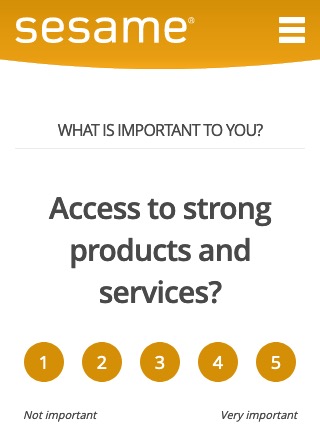 sesame®
WHAT IS IMPORTANT TO YOU?
Access to strong
products and
services?
1 2 3 4 5
Not important Very important